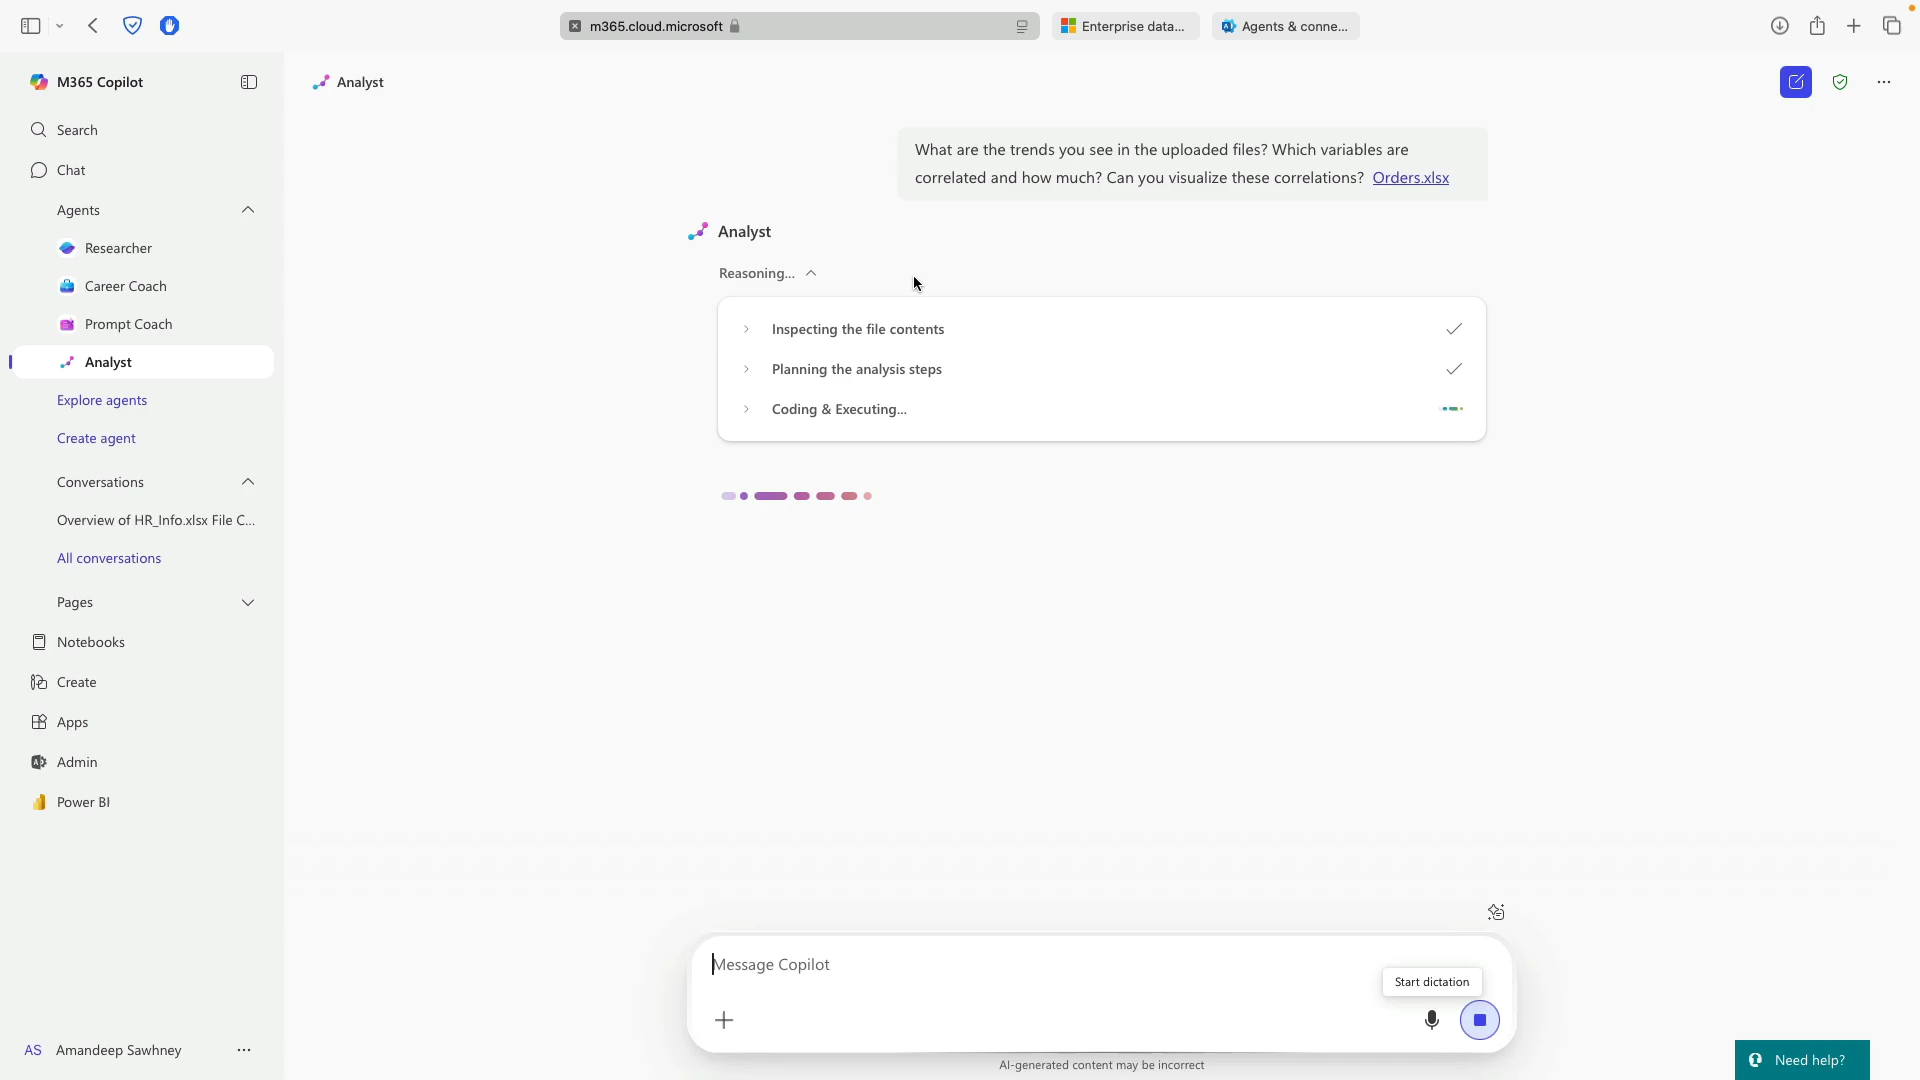 m365.cloud.microsoft
Enterprise data...
Agents & conne...
M365 Copilot
Search
Chat
Agents
Researcher
Career Coach
Prompt Coach
Analyst
Explore agents
Create agent
Conversations
Overview of HR_Info.xlsx File C...
All conversations
Pages
Notebooks
Create
Apps
Admin
Power BI
AS Amandeep Sawhney
Analyst
What are the trends you see in the uploaded files? Which variables are
correlated and how much? Can you visualize these correlations? Orders.xlsx
Analyst
Reasoning...
Inspecting the file contents
Planning the analysis steps
Coding & Executing...
Message Copilot
Start dictation
AI-generated content may be incorrect
Need help?